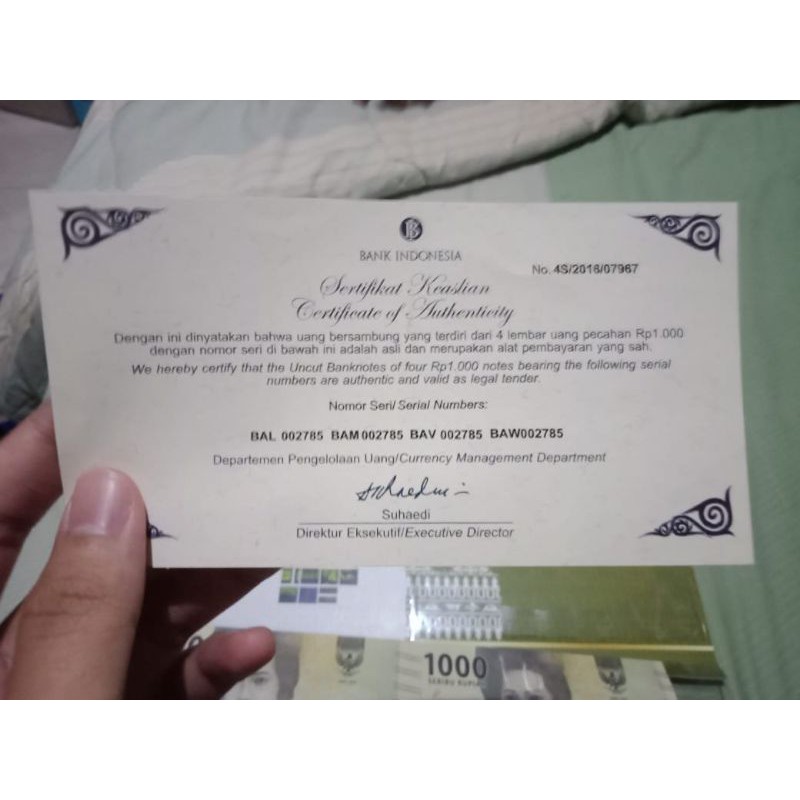 BANK INDONESIA
No. 4S/2016/07967
Sertifikat Keaslian
Certificate of Authenticity
Dengan ini dinyatakan bahwa uang bersambung yang terdiri dari 4 lembar uang pecahan Rp1.000
dengan nomor seri di bawah ini adalah asli dan merupakan alat pembayaran yang sah.
We hereby certify that the Uncut Banknotes of four Rp1.000 notes bearing the following serial
numbers are authentic and valid as legal tender.
Nomor Seri/Serial Numbers:
BAL 002785 BAM002785 BAV 002785 BAW002785
Departemen Pengelolaan Uang/Currency Management Department
Suhaedi
Direktur Eksekutif/Executive Director
1000
SERIBU RUPIAH